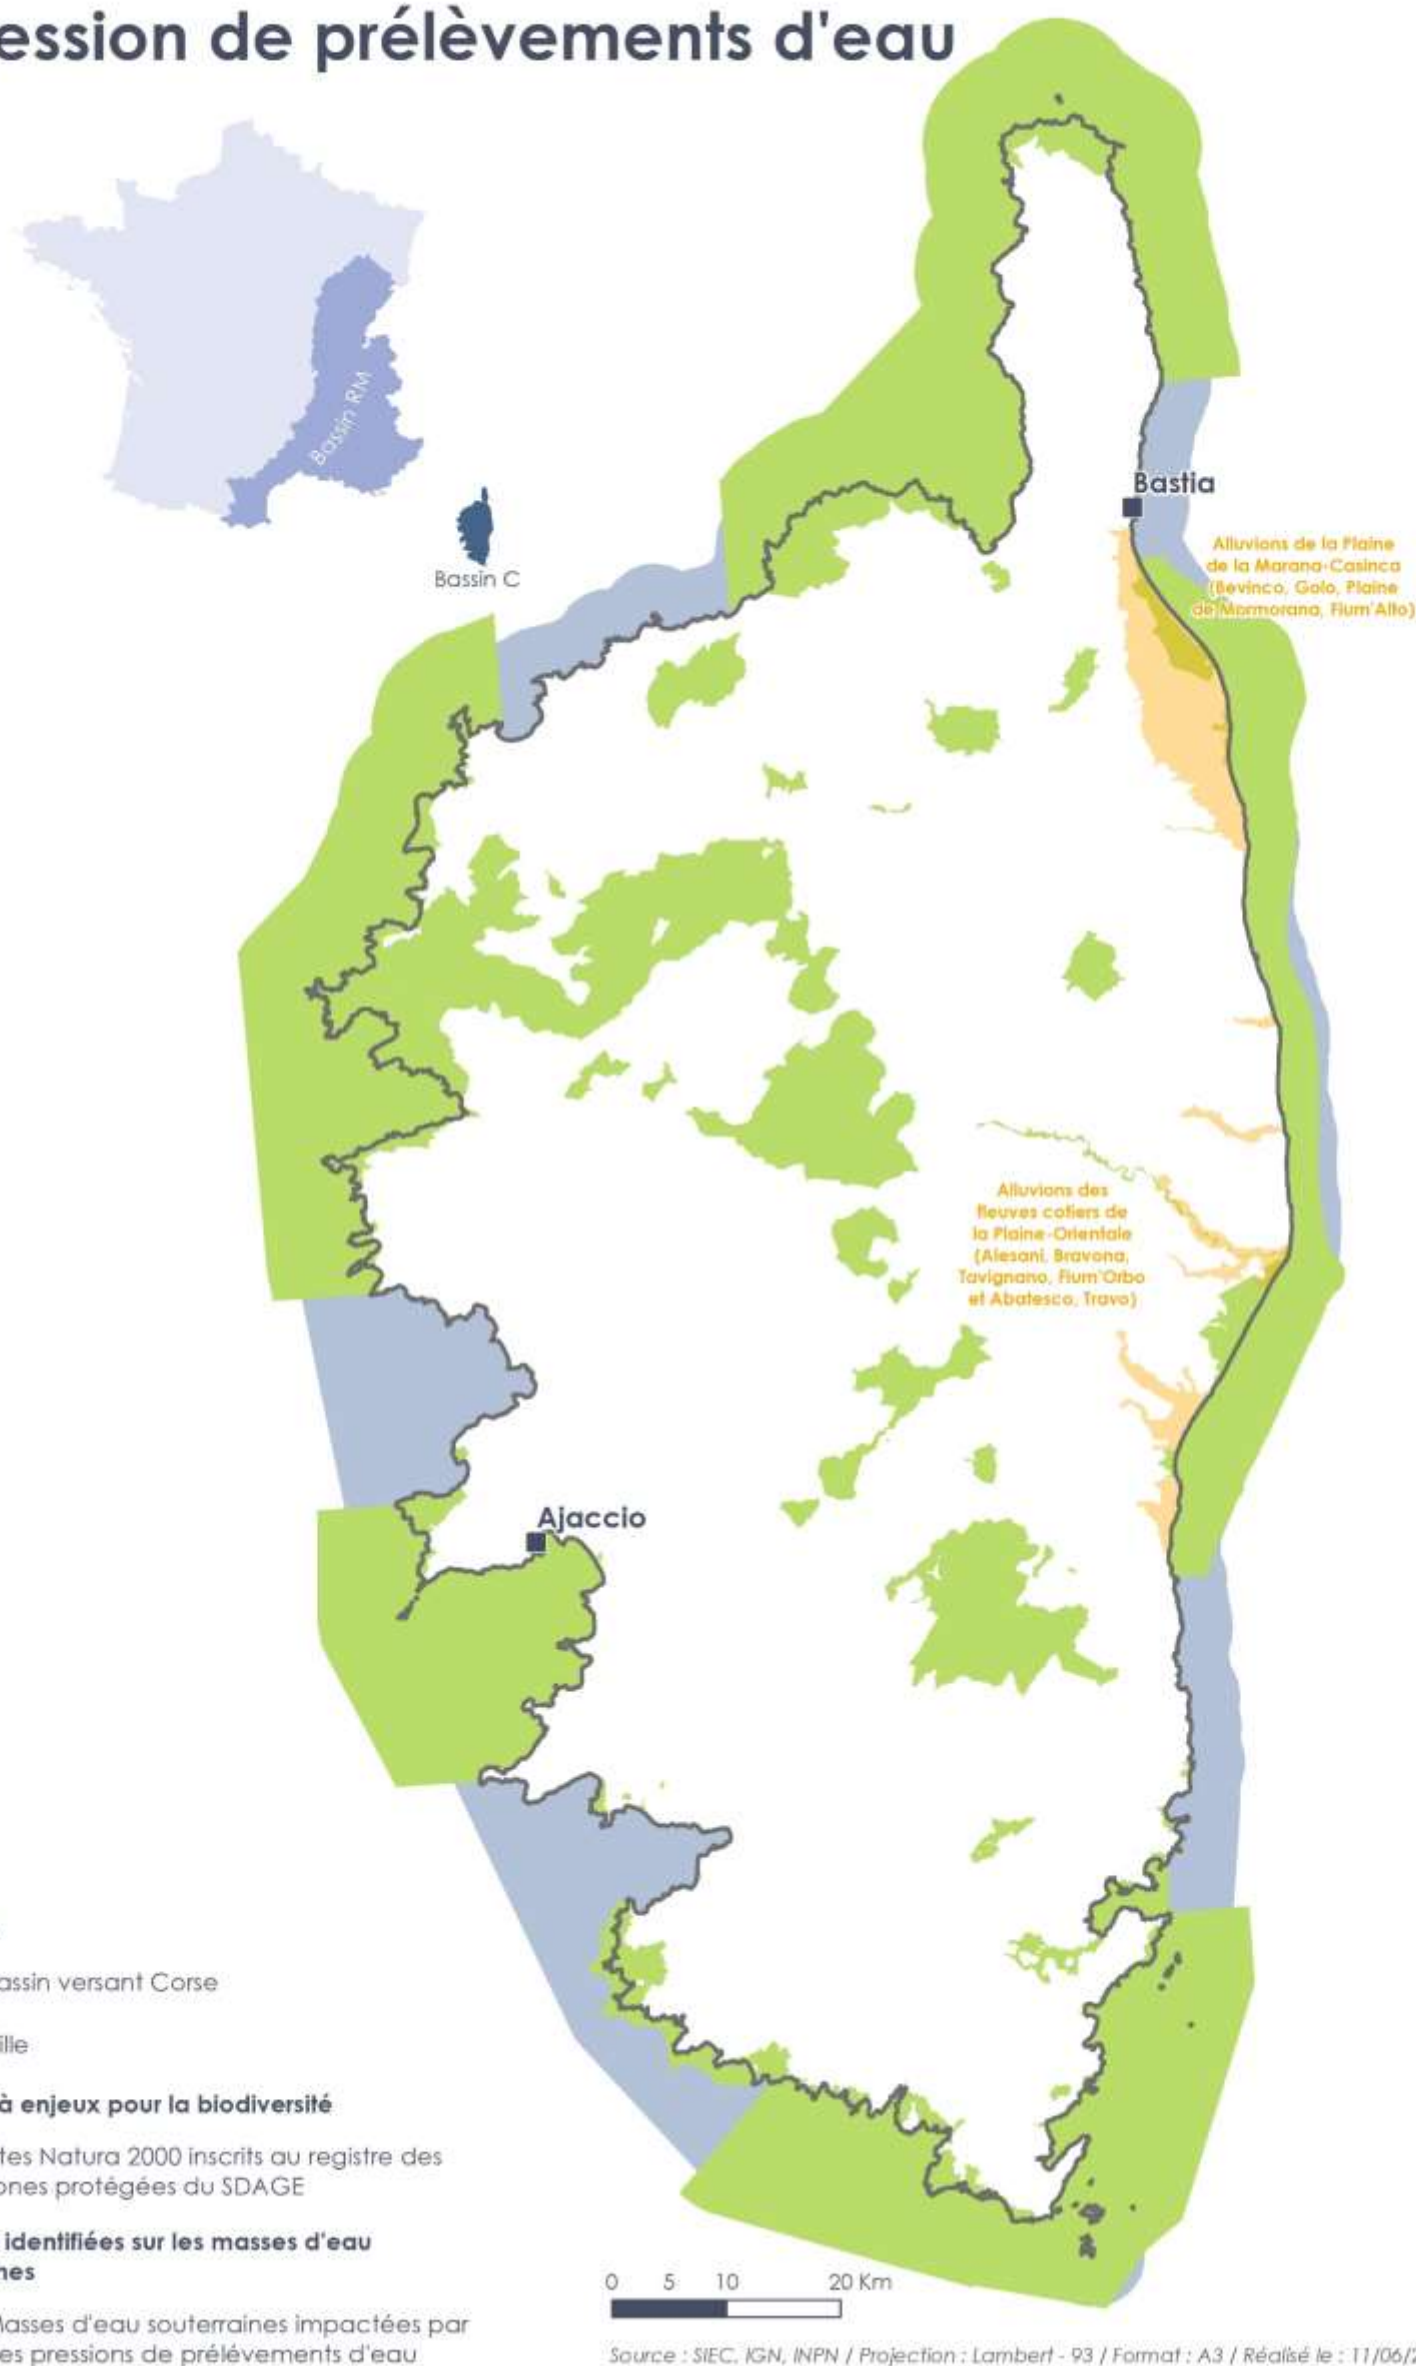 ession de prélèvements d'eau
Bassin RM
Bassin C
Bastia
Alluvions de la Plaine
de la Marana-Casinca
(Bevinco, Golo, Plaine
de Mormorana, Fium'Alto)
Alluvions des
fleuves cotiers de
la Plaine-Orientale
(Alesani, Bravona,
Tavignano, Fium'Orbo
et Abatesco, Travo)
Ajaccio
assin versant Corse
ille
à enjeux pour la biodiversité
tes Natura 2000 inscrits au registre des
ones protégées du SDAGE
identifiées sur les masses d'eau
nes
Masses d'eau souterraines impactées par
es pressions de prélévements d'eau
0 5 10 20 Km
Source : SIEC, IGN, INPN / Projection : Lambert - 93 / Format : A3 / Réalisé le : 11/06/2